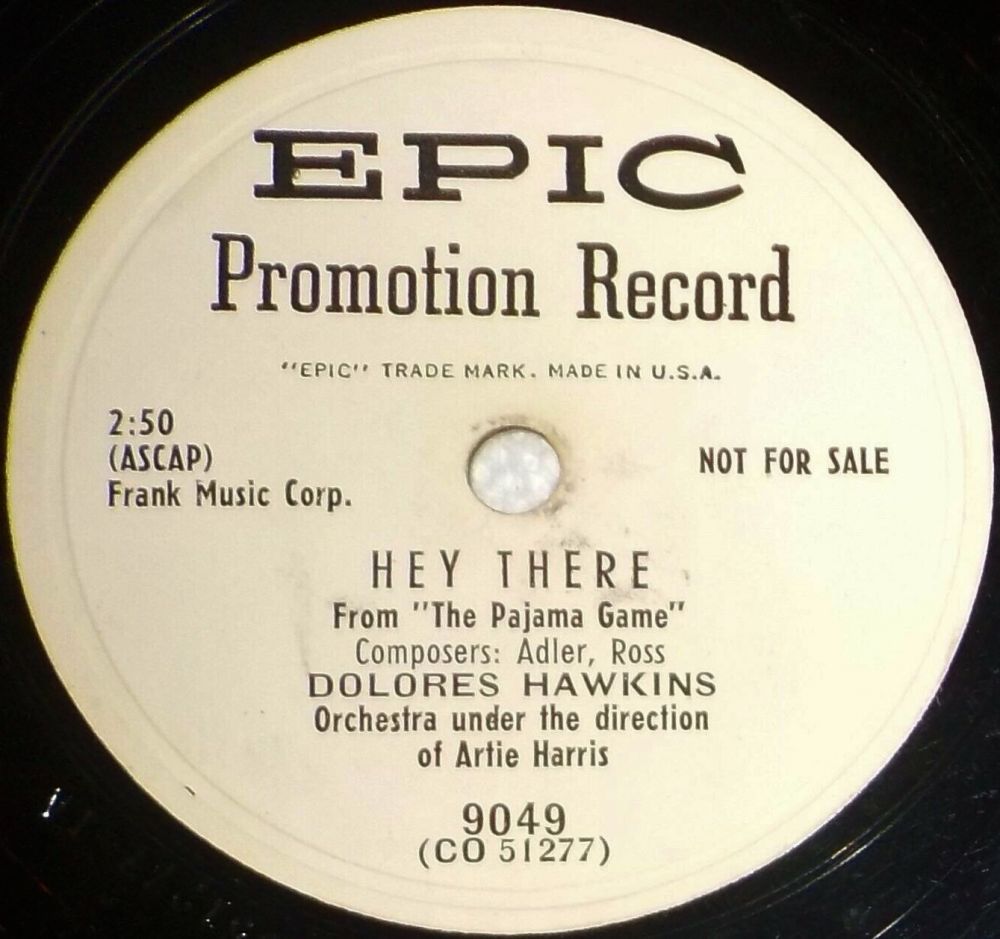 EPIC
Promotion Record
"EPIC" TRADE MARK. MADE IN U.S.A.
2:50
(ASCAP)
Frank Music Corp.
NOT FOR SALE
HEY THERE
From "The Pajama Game"
Composers: Adler, Ross
DOLORES HAWKINS
Orchestra under the direction
of Artie Harris
9049
(CO 51277)